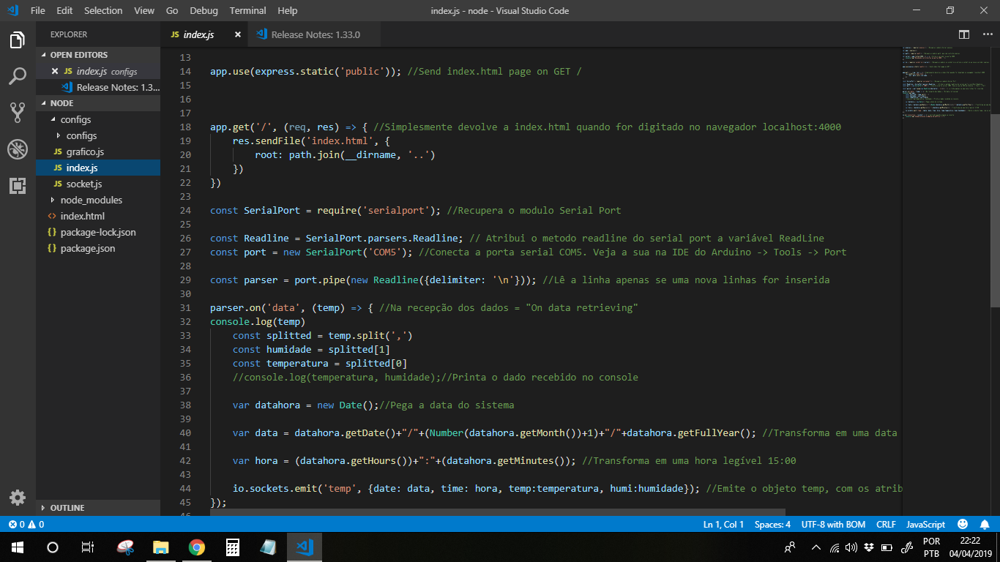 File Edit Selection View Go Debug Terminal Help
index.js - node - Visual Studio Code
EXPLORER
OPEN EDITORS
JS index.js configs
Release Notes: 1.3...
NODE
configs
configs
JS grafico.js
JS index.js
JS socket.js
node_modules
<> index.html
{} package-lock.json
{} package.json
OUTLINE
JS index.js
Release Notes: 1.33.0
13
14 app.use(express.static('public')); //Send index.html page on GET /
15
16
17
18 app.get('/', (req, res) => { //Simplesmente devolve a index.html quando for digitado no navegador localhost:4000
19 res.sendFile('index.html', {
20 root: path.join(__dirname, '..')
21 })
22 })
23
24 const SerialPort = require('serialport'); //Recupera o modulo Serial Port
25
26 const Readline = SerialPort.parsers.Readline; // Atribui o metodo readline do serial port a variável ReadLine
27 const port = new SerialPort('COM5'); //Conecta a porta serial COM5. Veja a sua na IDE do Arduino -> Tools -> Port
28
29 const parser = port.pipe(new Readline({delimiter: '\n'})); //Lê a linha apenas se uma nova linhas for inserida
30
31 parser.on('data', (temp) => { //Na recepção dos dados = "On data retrieving"
32 console.log(temp)
33 const splitted = temp.split(',')
34 const humidade = splitted[1]
35 const temperatura = splitted[0]
36 //console.log(temperatura, humidade);//Printa o dado recebido no console
37
38 var datahora = new Date();//Pega a data do sistema
39
40 var data = datahora.getDate()+"/"+(Number(datahora.getMonth())+1)+"/"+datahora.getFullYear(); //Transforma em uma data
41
42 var hora = (datahora.getHours())+":"+(datahora.getMinutes()); //Transforma em uma hora legível 15:00
43
44 io.sockets.emit('temp', {date: data, time: hora, temp:temperatura, humi:humidade}); //Emite o objeto temp, com os atrib
45 });
0 0
Ln 1, Col 1 Spaces: 4 UTF-8 with BOM CRLF JavaScript
POR
PTB
22:22
04/04/2019